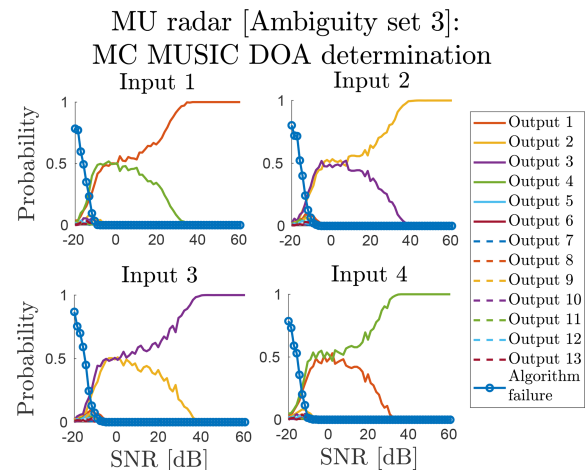 MU radar [Ambiguity set 3]:
MC MUSIC DOA determination
Input 1
Input 2
1
0.5
0
-20 0 20 40 60
Probability
1
0.5
0
-20 0 20 40 60
Input 3
Input 4
1
0.5
0
-20 0 20 40 60
Probability
SNR [dB]
1
0.5
0
-20 0 20 40 60
SNR [dB]
Output 1
Output 2
Output 3
Output 4
Output 5
Output 6
Output 7
Output 8
Output 9
Output 10
Output 11
Output 12
Output 13
Algorithm
failure